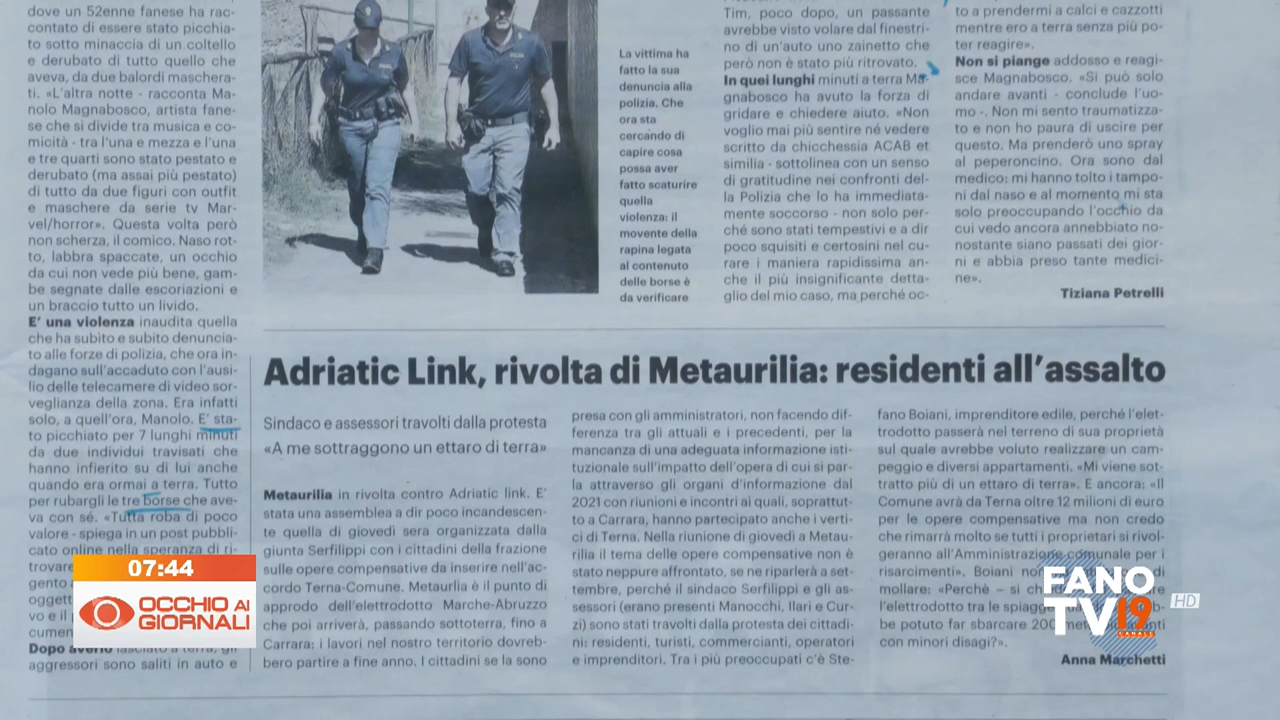 dove un 52enne fanese ha rac-
contato di essere stato picchia-
to sotto minaccia di un coltello
e derubato di tutto quello che
aveva, da due balordi maschera-
ti. «L'altra notte - racconta Ma-
nolo Magnabosco, artista fane-
se che si divide tra musica e co-
micità - tra l'una e mezza e l'una
e tre quarti sono stato pestato e
derubato (ma assai più pestato)
di tutto da due figuri con outfit
e maschere da serie tv Mar-
vel/horror». Questa volta però
non scherza, il comico. Naso rot-
to, labbra spaccate, un occhio
da cui non vede più bene, gam-
be segnate dalle escoriazioni e
un braccio tutto un livido.
E' una violenza inaudita quella
che ha subìto e subito denuncia-
to alle forze di polizia, che ora in-
dagano sull'accaduto con l'ausi-
lio delle telecamere di video sor-
veglianza della zona. Era infatti
solo, a quell'ora, Manolo. E' sta-
to picchiato per 7 lunghi minuti
da due individui travisati che
hanno infierito su di lui anche
quando era ormai a terra. Tutto
per rubargli le tre borse che ave-
va con sé. «Tutta roba di poco
valore - spiega in un post pubbli-
cato online nella speranza di ri-
trovare
gento
oggett
vo e il
cumen
Dopo averlo lasciato a terra, gli
aggressori sono saliti in auto e
La vittima ha
fatto la sua
denuncia alla
polizia. Che
ora sta
cercando di
capire cosa
possa aver
fatto scaturire
quella
violenza: il
movente della
rapina legata
al contenuto
delle borse è
da verificare
Tim, poco dopo, un passante
avrebbe visto volare dal finestri-
no di un'auto uno zainetto che
però non è stato più ritrovato.
In quei lunghi minuti a terra Ma-
gnabosco ha avuto la forza di
gridare e chiedere aiuto. «Non
voglio mai più sentire né vedere
scritto da chicchessia ACAB et
similia - sottolinea con un senso
di gratitudine nei confronti del-
la Polizia che lo ha immediata-
mente soccorso - non solo per-
ché sono stati tempestivi e a dir
poco squisiti e certosini nel cu-
rare i maniera rapidissima an-
che il più insignificante detta-
glio del mio caso, ma perché oc-
to a prendermi a calci e cazzotti
mentre ero a terra senza più po-
ter reagire».
Non si piange addosso e reagi-
sce Magnabosco. «Si può solo
andare avanti - conclude l'uo-
mo -. Non mi sento traumatizza-
to e non ho paura di uscire per
questo. Ma prenderò uno spray
al peperoncino. Ora sono dal
medico: mi hanno tolto i tampo-
ni dal naso e al momento mi sta
solo preoccupando l'occhio da
cui vedo ancora annebbiato no-
nostante siano passati dei gior-
ni e abbia preso tante medici-
ne».
Tiziana Petrelli
Adriatic Link, rivolta di Metaurilia: residenti all'assalto
Sindaco e assessori travolti dalla protesta
«A me sottraggono un ettaro di terra»
Metaurilia in rivolta contro Adriatic link. E'
stata una assemblea a dir poco incandescen-
te quella di giovedì sera organizzata dalla
giunta Serfilippi con i cittadini della frazione
sulle opere compensative da inserire nell'ac-
cordo Terna-Comune. Metaurlia è il punto di
approdo dell'elettrodotto Marche-Abruzzo
che poi arriverà, passando sottoterra, fino a
Carrara: i lavori nel nostro territorio dovreb-
bero partire a fine anno. I cittadini se la sono
presa con gli amministratori, non facendo dif-
ferenza tra gli attuali e i precedenti, per la
mancanza di una adeguata informazione isti-
tuzionale sull'impatto dell'opera di cui si par-
la attraverso gli organi d'informazione dal
2021 con riunioni e incontri ai quali, soprattut-
to a Carrara, hanno partecipato anche i verti-
ci di Terna. Nella riunione di giovedì a Metau-
rilia il tema delle opere compensative non è
stato neppure affrontato, se ne riparlerà a set-
tembre, perché il sindaco Serfilippi e gli as-
sessori (erano presenti Manocchi, Ilari e Cuc-
zi) sono stati travolti dalla protesta dei cittadi-
ni: residenti, turisti, commercianti, operatori
e imprenditori. Tra i più preoccupati c'è Ste-
fano Boiani, imprenditore edile, perché l'elet-
trodotto passerà nel terreno di sua proprietà
sul quale avrebbe voluto realizzare un cam-
peggio e diversi appartamenti. «Mi viene sot-
tratto più di un ettaro di terra». E ancora: «Il
Comune avrà da Terna oltre 12 milioni di euro
per le opere compensative ma non credo
che rimarrà molto se tutti i proprietari si rivol-
geranno all'Amministrazione comunale per i
risarcimenti». Boiani non di
mollare: «Perchè – si
l'elettrodotto tra le spiagge
be potuto far sbarcare 200
con minori disagi?».
Anna Marchetti
07:44
OCCHIO AI
GIORNALI
FANO
TV19 HD
CANALE